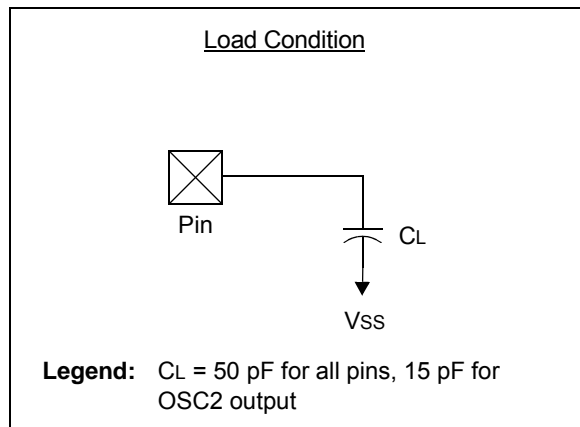 Load Condition
Pin
CL
VSS
Legend: CL = 50 pF for all pins, 15 pF for
OSC2 output